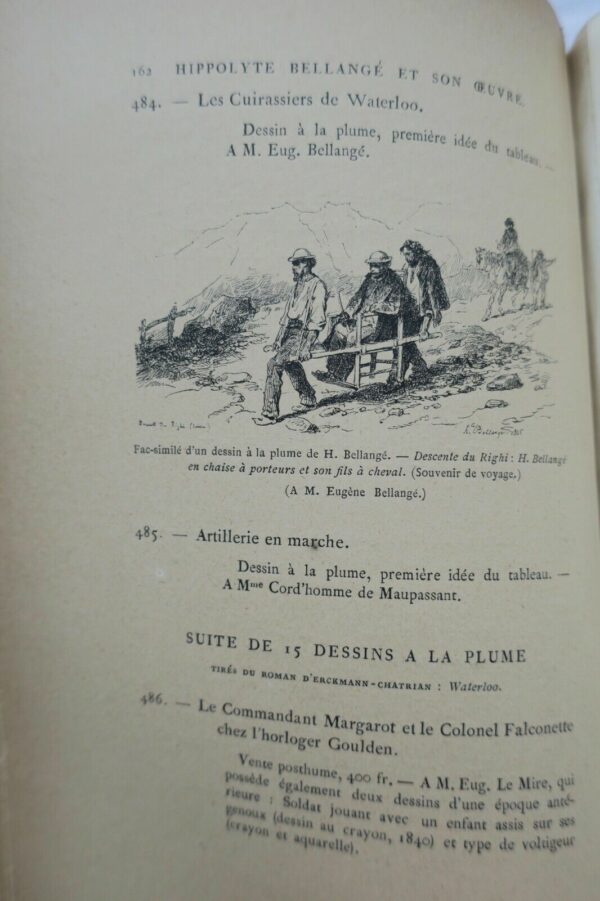 162 HIPPOLYTE BELLANGÉ ET SON ŒUVRE.
484. — Les Cuirassiers de Waterloo.
Dessin à la plume, première idée du tableau. —
A M. Eug. Bellangé.
Fac-similé d'un dessin à la plume de H. Bellangé. — Descente du Righi : H. Bellangé
en chaise à porteurs et son fils à cheval. (Souvenir de voyage.)
(A M. Eugène Bellangé.)
485. — Artillerie en marche.
Dessin à la plume, première idée du tableau. —
A Mme Cord'homme de Maupassant.
SUITE DE 15 DESSINS A LA PLUME
TIRÉS DU ROMAN D'ERCKMANN-CHATRIAN : Waterloo.
486. — Le Commandant Margarot et le Colonel Falconette
chez l'horloger Goulden.
Vente posthume, 400 fr. — A M. Eug. Le Mire, qui
possède également deux dessins d'une époque anté-
rieure : Soldat jouant avec un enfant assis sur ses
genoux (dessin au crayon, 1840) et type de voltigeur
(crayon et aquarelle).